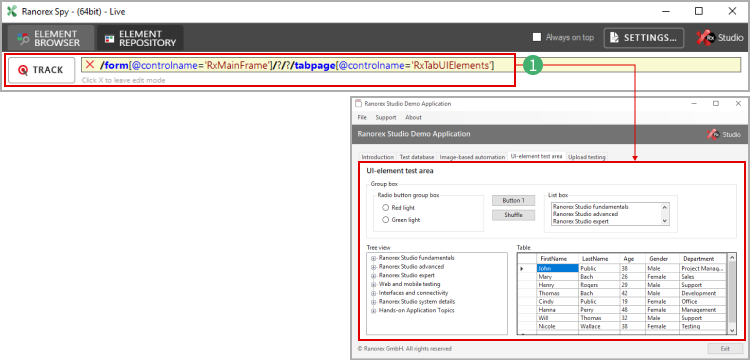 Ranorex Spy - (64bit) -
ELEMENT BROWSER
ELEMENT REPOSITORY
Always on top
SETTINGS...
Rx Studio
TRACK
/form[@controlname='RxMainFrame']/?/?/tabpage[@controlname='RxTabUIElements']
Click X to leave edit mode
1
Ranorex Studio Demo Application
File Support About
Ranorex Studio Demo Application
Rx Studio
Introduction Test database Image-based automation UI-element test area Upload testing
UI-element test area
Group box
Radio button group box
Red light
Green light
Button 1
Shuffle
List box
Ranorex Studio fundamentals
Ranorex Studio advanced
Ranorex Studio expert
Tree view
Ranorex Studio fundamentals
Ranorex Studio advanced
Ranorex Studio expert
Web and mobile testing
Interfaces and connectivity
Ranorex Studio system details
Hands-on Application Topics
Table
FirstName LastName Age Gender Department
John Public 38 Male Project Manag...
Mary Bach 26 Female Sales
Henry Rogers 29 Male Support
Thomas Bach 42 Male Development
Cindy Public 19 Female Office
Hanna Perry 48 Female Management
Will Thomas 32 Male Support
Nicole Wallace 38 Female Testing
© Ranorex GmbH. All rights reserved
Exit